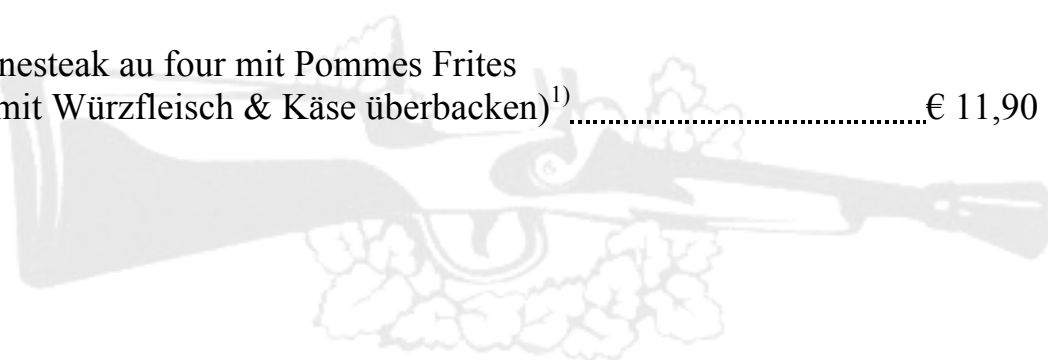 nesteak au four mit Pommes Frites
mit Würzfleisch & Käse überbacken)¹⁾ € 11,90